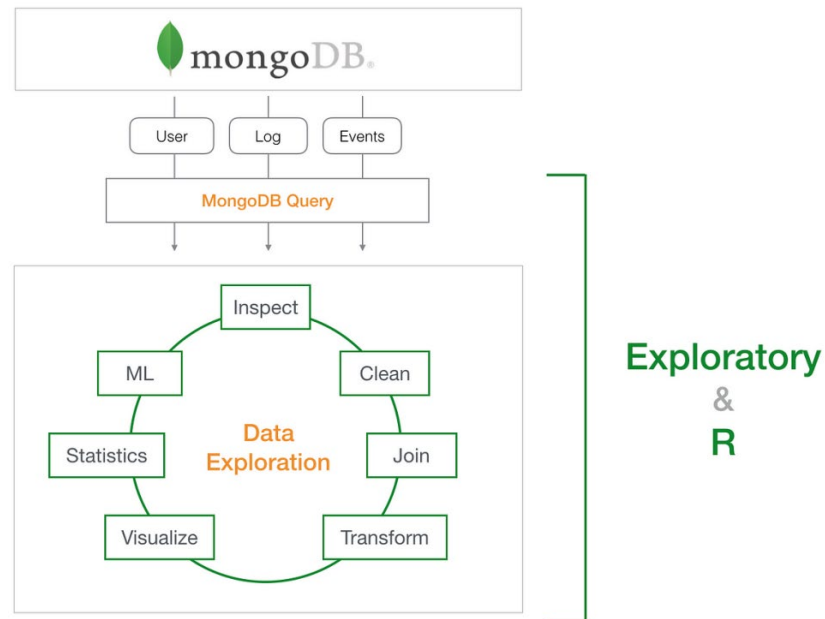 mongoDB®
User
Log
Events
MongoDB Query
Inspect
ML
Clean
Statistics
Data
Exploration
Join
Visualize
Transform
Exploratory
&
R